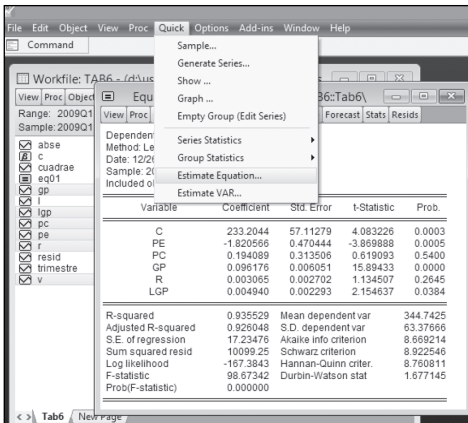 File Edit Object View Proc Quick Options Add-ins Window Help
Command
Sample...
Generate Series...
Show ...
Graph ...
Empty Group (Edit Series)
Series Statistics
Group Statistics
Estimate Equation...
Estimate VAR...
Workfile: TAB6 - (d:\us
View Proc Object
Range: 2009Q1
Sample: 2009Q1
abse
c
cuadrae
eq01
gp
l
lgp
pc
pe
r
resid
trimestre
v
Tab6 New Page
Equa B6::Tab6\
View Proc Forecast Stats Resids
Dependent
Method: Le
Date: 12/2
Sample: 20
Included o
Variable Coefficient Std. Error t-Statistic Prob.
C 233.2044 57.11279 4.083226 0.0003
PE -1.820566 0.470444 -3.869888 0.0005
PC 0.194089 0.313506 0.619093 0.5400
GP 0.096176 0.006051 15.89433 0.0000
R 0.003065 0.002702 1.134507 0.2645
LGP 0.004940 0.002293 2.154637 0.0384
R-squared 0.935529 Mean dependent var 344.7425
Adjusted R-squared 0.926048 S.D. dependent var 63.37666
S.E. of regression 17.23476 Akaike info criterion 8.669214
Sum squared resid 10099.25 Schwarz criterion 8.922546
Log likelihood -167.3843 Hannan-Quinn criter. 8.760811
F-statistic 98.67342 Durbin-Watson stat 1.677145
Prob(F-statistic) 0.000000